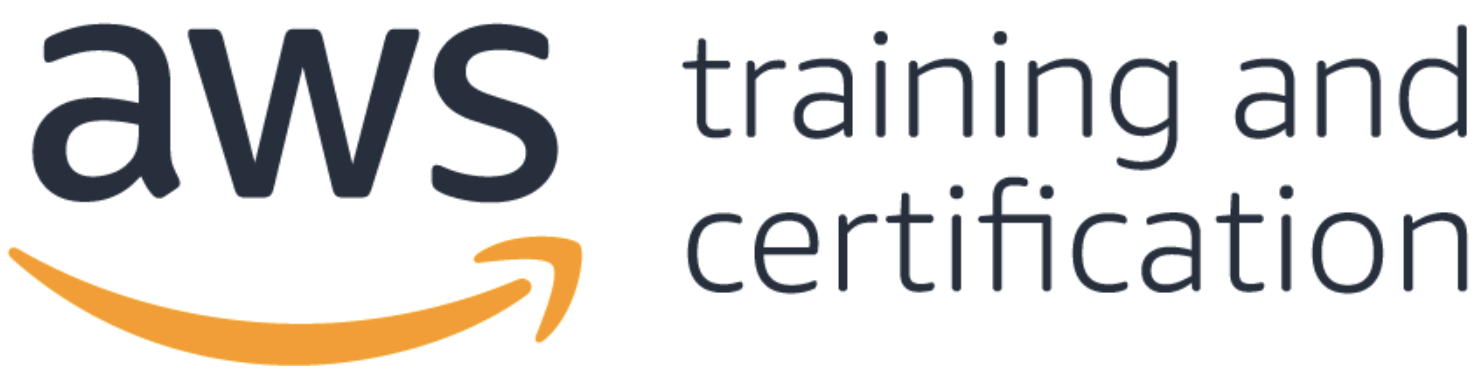 aws
training and
certification